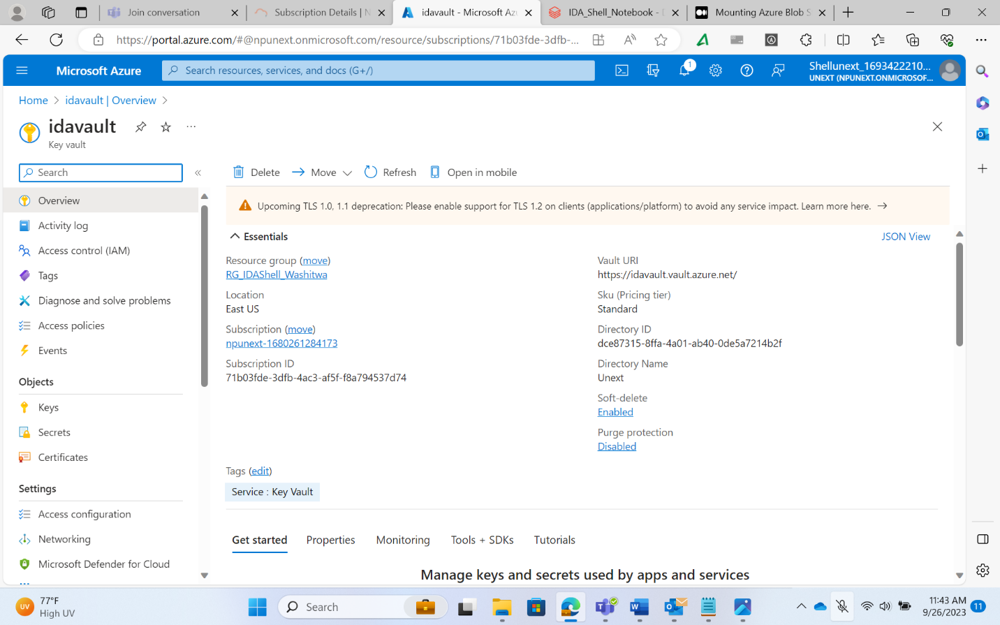 Join conversation
Subscription Details | N
idavault - Microsoft Az
IDA_Shell_Notebook - D
Mounting Azure Blob S
https://portal.azure.com/#@npunext.onmicrosoft.com/resource/subscriptions/71b03fde-3dfb-...
Microsoft Azure
Search resources, services, and docs (G+/)
1
Shellunext_1693422210...
UNEXT (NPUNEXT.ONMICROSOF...
Home > idavault | Overview >
idavault
Key vault
Search
Delete
Move
Refresh
Open in mobile
Upcoming TLS 1.0, 1.1 deprecation: Please enable support for TLS 1.2 on clients (applications/platform) to avoid any service impact. Learn more here. →
Overview
Activity log
Access control (IAM)
Tags
Diagnose and solve problems
Access policies
Events
Objects
Keys
Secrets
Certificates
Settings
Access configuration
Networking
Microsoft Defender for Cloud
Essentials
JSON View
Resource group (move)
RG_IDAShell_Washitwa
Location
East US
Subscription (move)
npunext-1680261284173
Subscription ID
71b03fde-3dfb-4ac3-af5f-f8a794537d74
Vault URI
https://idavault.vault.azure.net/
Sku (Pricing tier)
Standard
Directory ID
dce87315-8ffa-4a01-ab40-0de5a7214b2f
Directory Name
Unext
Soft-delete
Enabled
Purge protection
Disabled
Tags (edit)
Service : Key Vault
Get started
Properties
Monitoring
Tools + SDKs
Tutorials
Manage keys and secrets used by apps and services
UV
77°F
High UV
Search
11:43 AM
9/26/2023
11